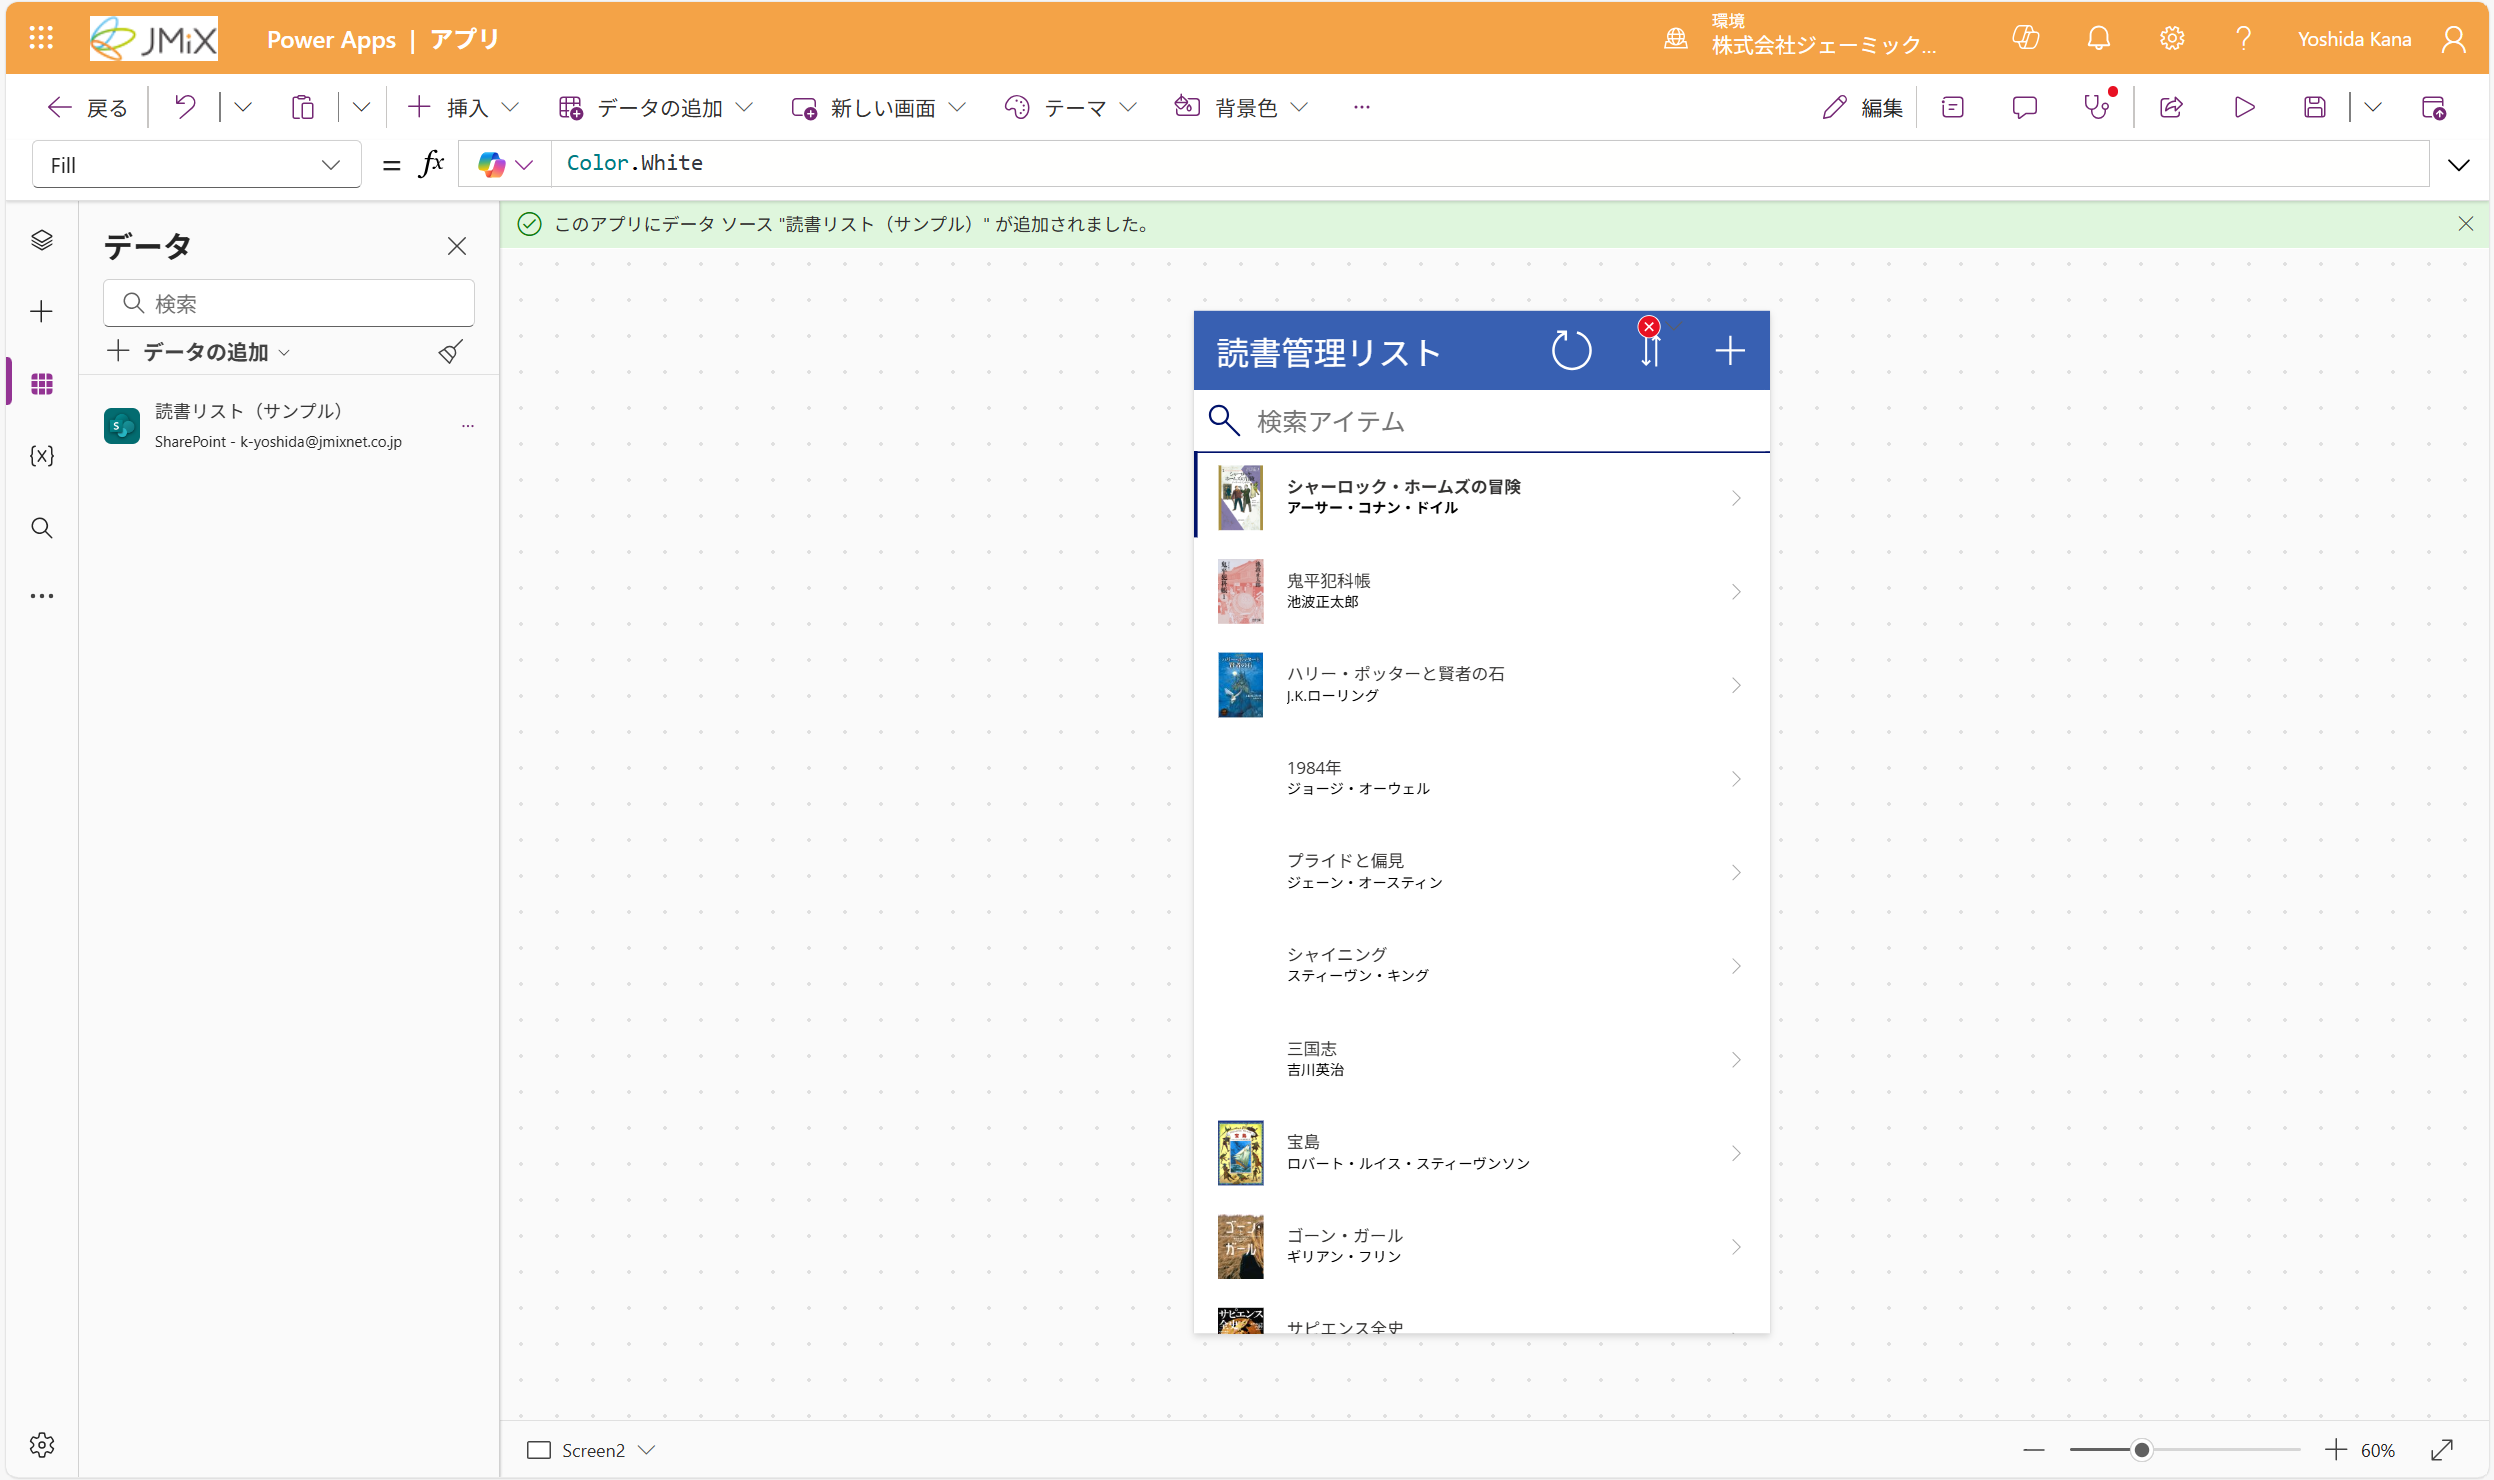 JMiX
Power Apps | アプリ
環境
株式会社ジェーミック...
Yoshida Kana
戻る
挿入
データの追加
新しい画面
テーマ
背景色
編集
Fill
= fx
Color.White
データ
検索
データの追加
読書リスト（サンプル）
SharePoint - k-yoshida@jmixnet.co.jp
このアプリにデータ ソース "読書リスト（サンプル）" が追加されました。
読書管理リスト
検索アイテム
シャーロック・ホームズの冒険
アーサー・コナン・ドイル
鬼平犯科帳
池波正太郎
ハリー・ポッターと賢者の石
J.K.ローリング
1984年
ジョージ・オーウェル
プライドと偏見
ジェーン・オースティン
シャイニング
スティーヴン・キング
三国志
吉川英治
宝島
ロバート・ルイス・スティーヴンソン
ゴーン・ガール
ギリアン・フリン
サピエンス全史
Screen2
60%